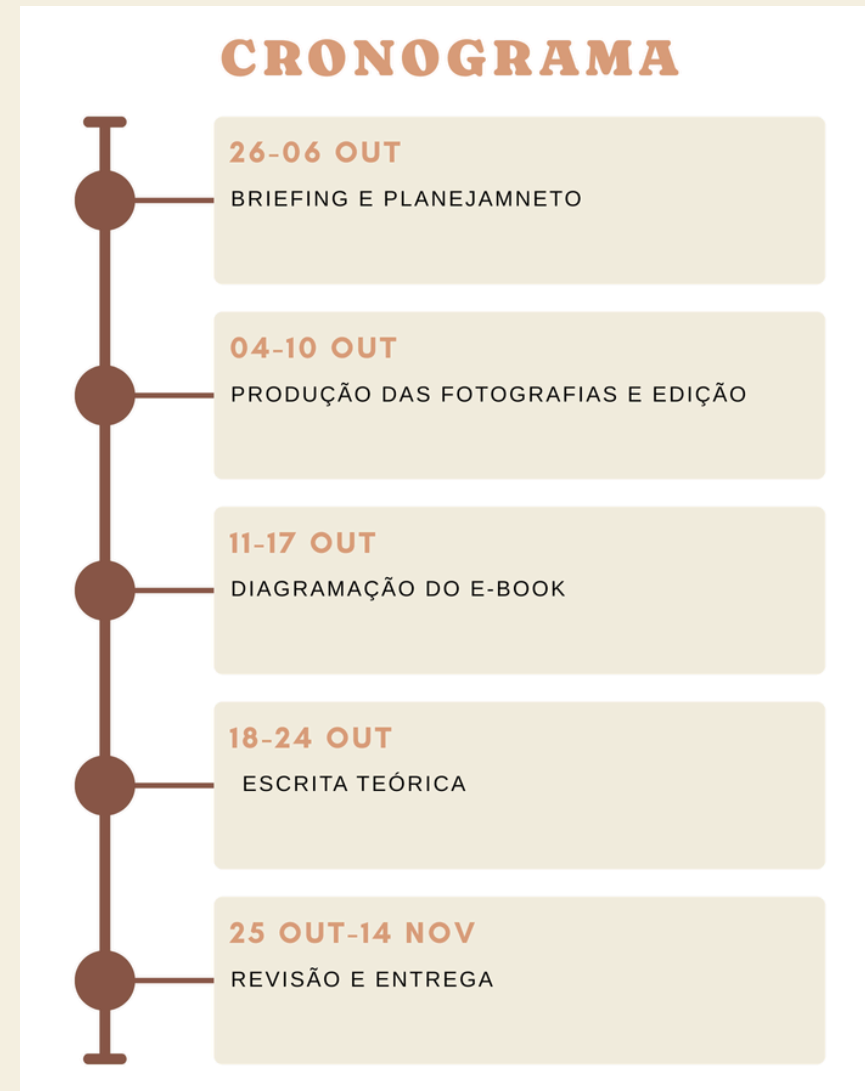 CRONOGRAMA
26-06 OUT
BRIEFING E PLANEJAMNETO
04-10 OUT
PRODUÇÃO DAS FOTOGRAFIAS E EDIÇÃO
11-17 OUT
DIAGRAMAÇÃO DO E-BOOK
18-24 OUT
ESCRITA TEÓRICA
25 OUT-14 NOV
REVISÃO E ENTREGA